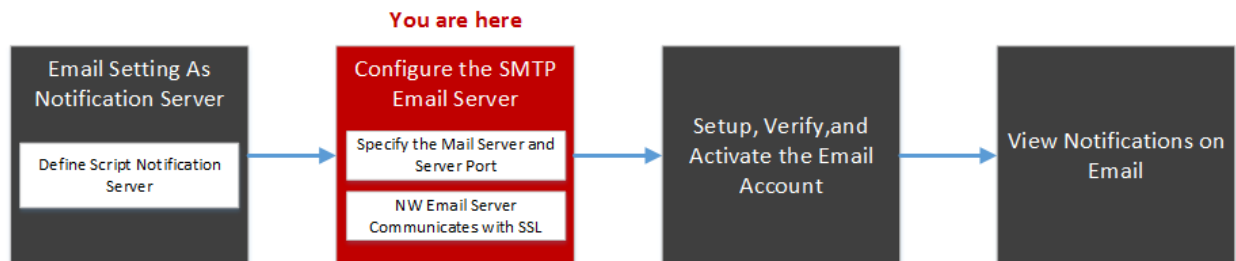 You are here
Email Setting As
Notification Server
Define Script Notification
Server
Configure the SMTP
Email Server
Specify the Mail Server and
Server Port
NW Email Server
Communicates with SSL
Setup, Verify,and
Activate the Email
Account
View Notifications on
Email